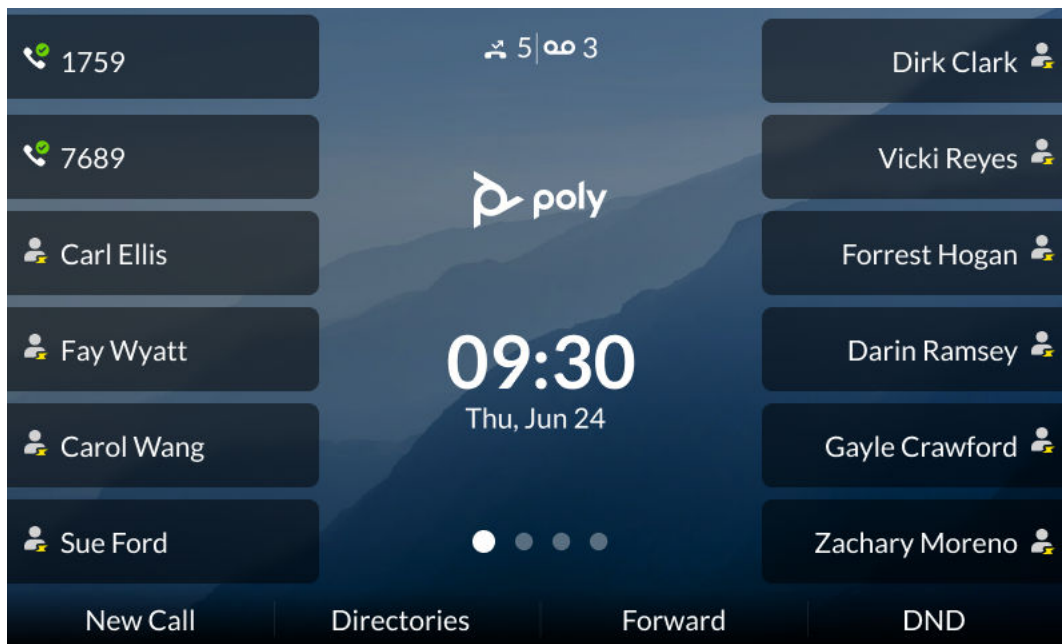 1759
7689
Carl Ellis
Fay Wyatt
Carol Wang
Sue Ford
5 | 3
poly
09:30
Thu, Jun 24
Dirk Clark
Vicki Reyes
Forrest Hogan
Darin Ramsey
Gayle Crawford
Zachary Moreno
New Call Directories Forward DND